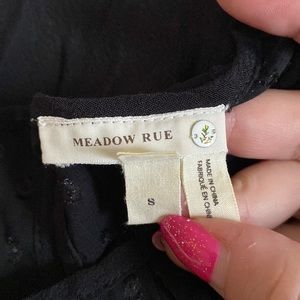 MEADOW RUE
S
MADE IN CHINA
FABRIQUÉ EN CHINE